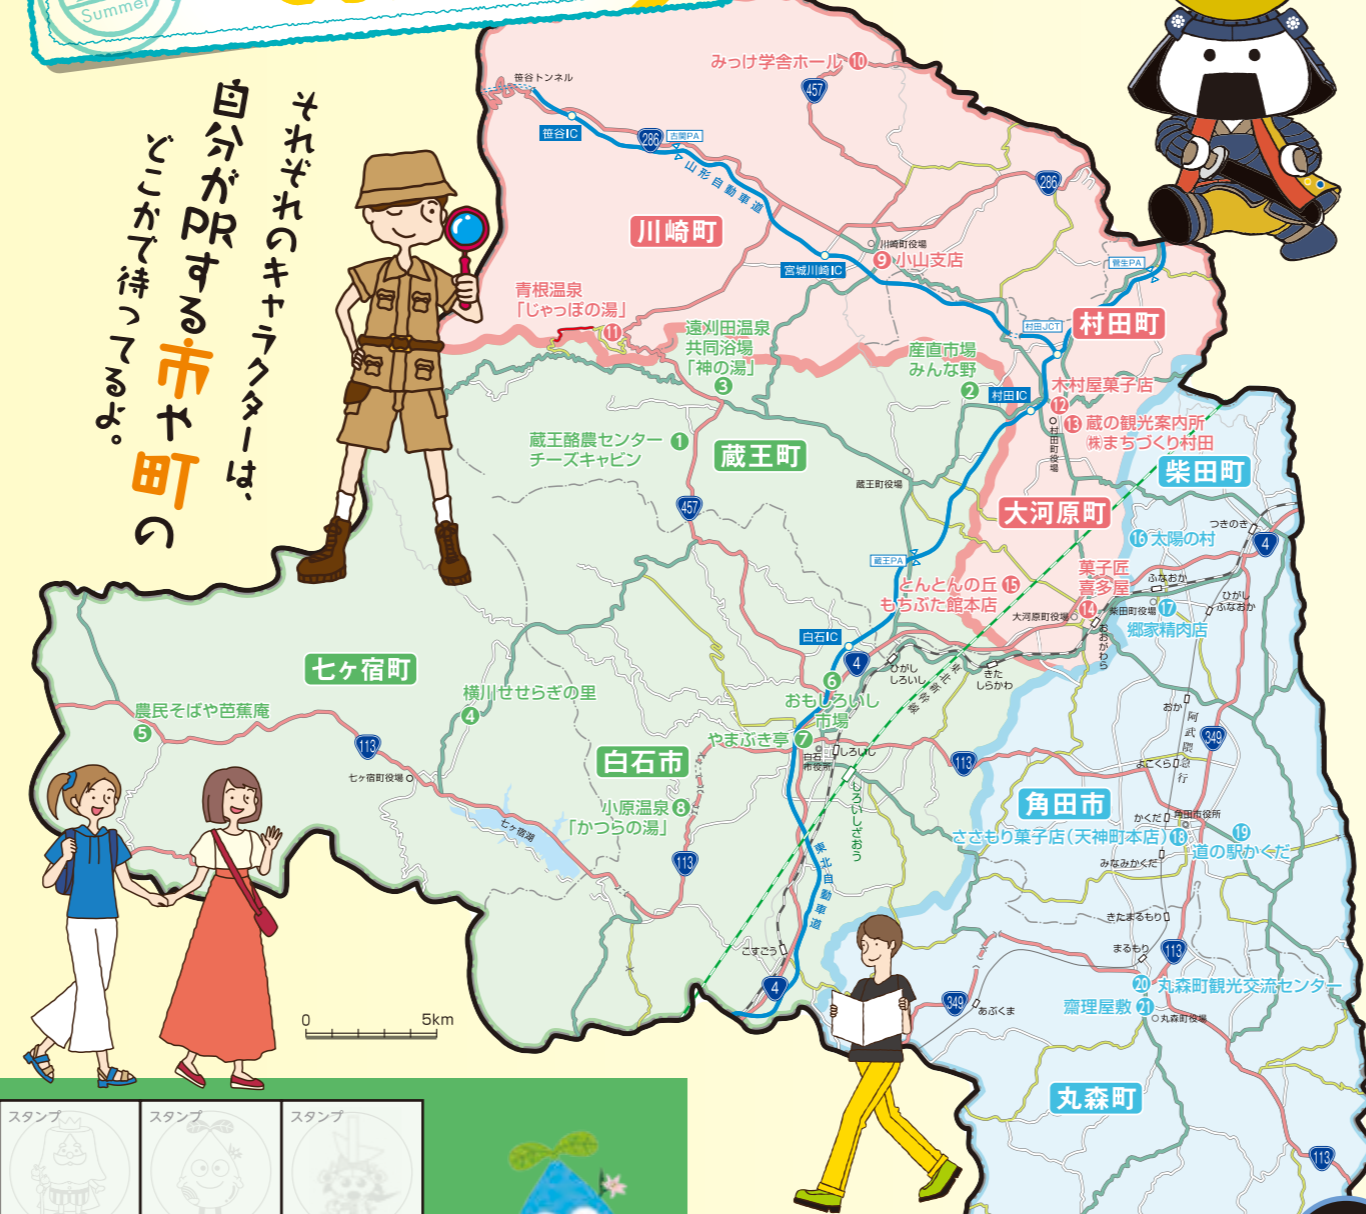 Summer
それぞれのキャラクターは、
自分がPRする市や町の
どこかで待ってるよ。
笹谷トンネル
笹谷IC
286
古関PA
山形自動車道
みっけ学舎ホール 10
457
286
川崎町
川崎町役場
9 小山支店
宮城川崎IC
菅生PA
青根温泉
「じゃっぽの湯」
11
遠刈田温泉
共同浴場
「神の湯」
3
村田JCT
村田町
産直市場
みんな野
2
村田IC
木村屋菓子店
12
13 蔵の観光案内所
㈱まちづくり村田
村田町役場
蔵王酪農センター 1
チーズキャビン
蔵王町
蔵王町役場
457
柴田町
大河原町
16 太陽の村
つきのき
4
蔵王PA
とんとんの丘 15
もちぶた館本店
菓子匠
喜多屋
14
大河原町役場
おおがわら
ふなおか
柴田町役場
17
郷家精肉店
ひがし
ふなおか
白石IC
4
ひがし
しろいし
きた
しらかわ
東北新幹線
七ヶ宿町
横川せせらぎの里
4
農民そばや芭蕉庵
5
113
七ヶ宿町役場
七ヶ宿湖
6
おもしろいし
市場
やまぶき亭 7
白石
市役所
しろいし
しろいしざおう
白石市
小原温泉 8
「かつらの湯」
113
113
おか
阿武隈急行
349
よこくら
角田市
かくだ
角田市役所
ささもり菓子店（天神町本店） 18
19
道の駅かくだ
みなみかくだ
東北自動車道
きたまるもり
まるもり
113
こすごう
4
20 丸森町観光交流センター
齋理屋敷 21
丸森町役場
349
あぶくま
丸森町
113
0 5km
スタンプ
スタンプ
スタンプ